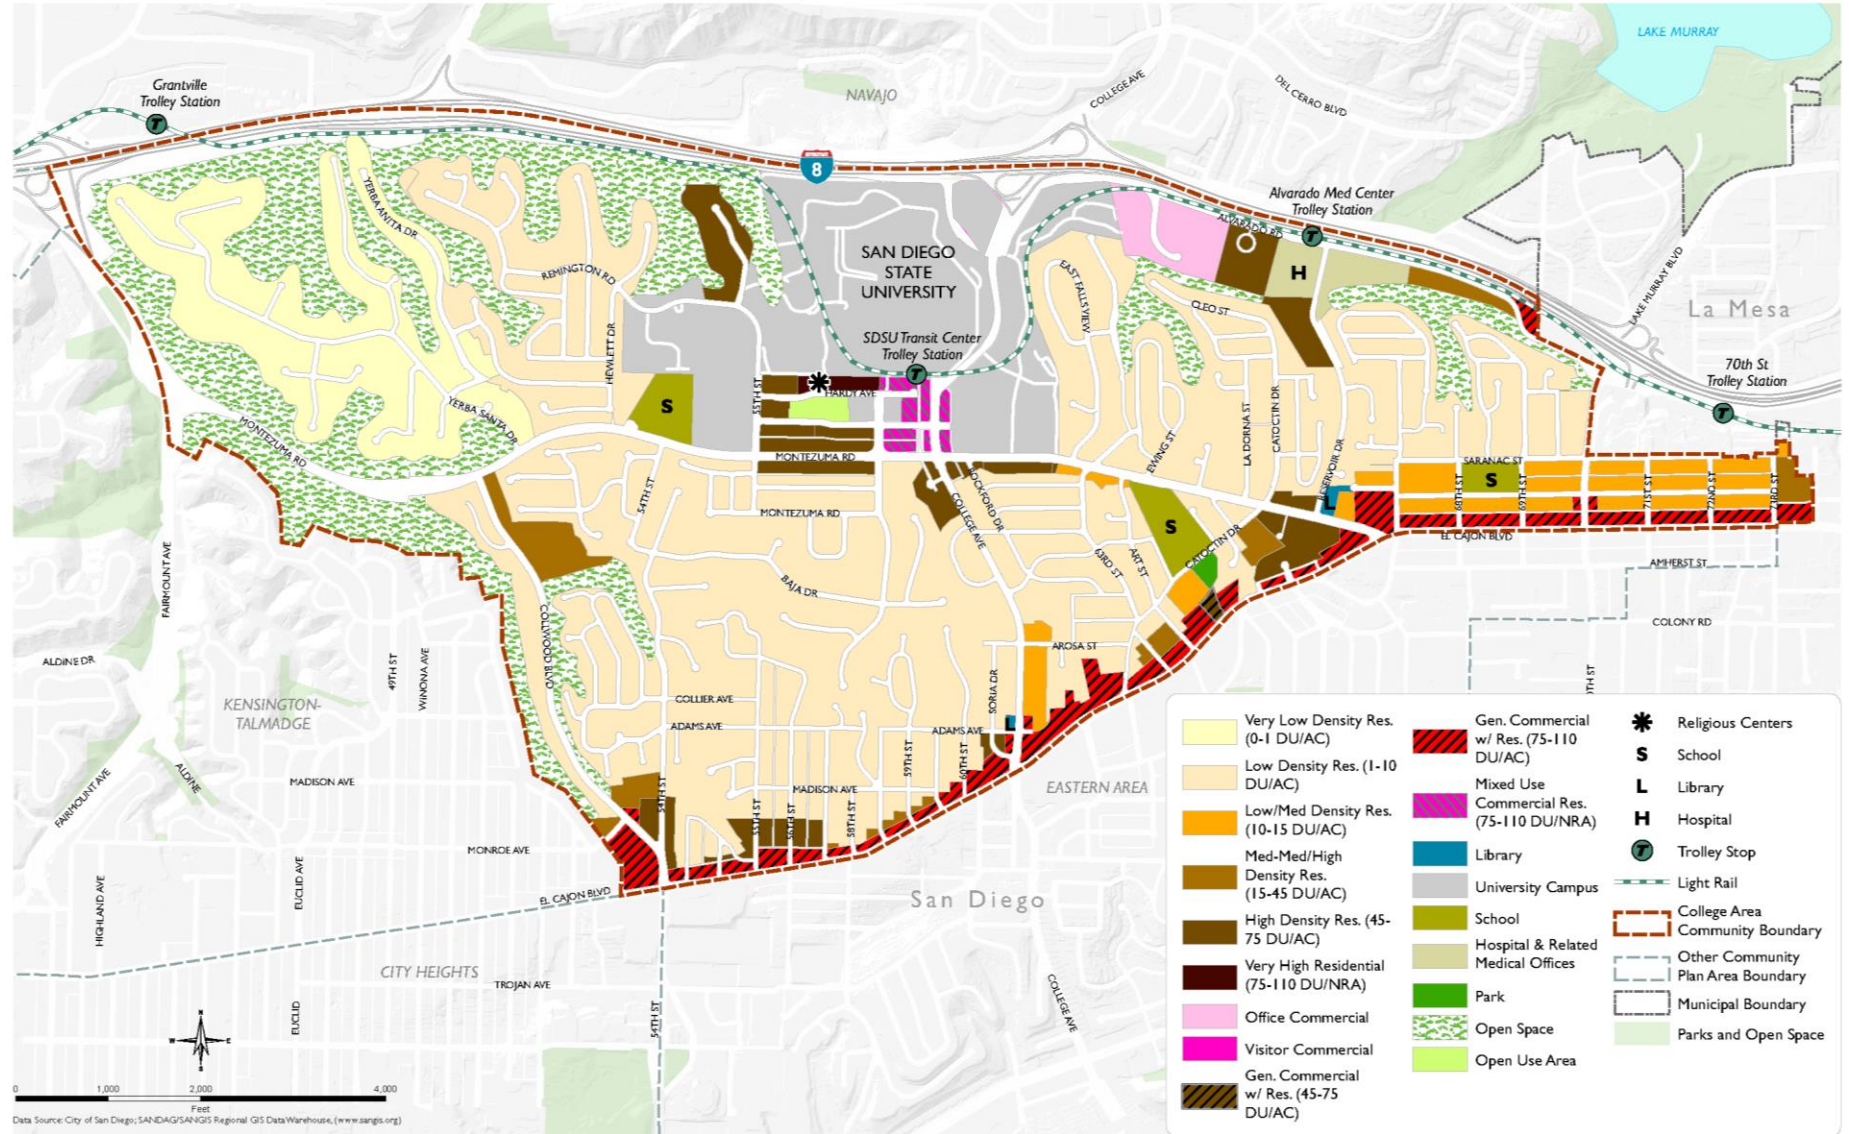 LAKE MURRAY
Grantville
Trolley Station
NAVAJO
COLLEGE AVE
DEL CERRO BLVD
8
YERBA ANITA DR
Alvarado Med Center
Trolley Station
ALVARADO RD
SAN DIEGO
STATE
UNIVERSITY
REMINGTON RD
EAST FALLS VIEW
H
CLEO ST
LAKE MURRAY BLVD
La Mesa
HEWLETT DR
SDSU Transit Center
Trolley Station
70th St
Trolley Station
55TH ST
HARDY AVE
S
YERBA SANTA DR
MONTEZUMA RD
MONTEZUMA RD
LA DORNA ST
CATOCTIN DR
EWING ST
RESERVOIR DR
SARANAC ST
S
68TH ST
69TH ST
71ST ST
72ND ST
73RD ST
L
54TH ST
MONTEZUMA RD
ROCKFORD DR
COLLEGE AVE
S
CATOCTIN DR
EL CAJON BLVD
AMHERST ST
63RD ST
ART ST
FAIRMOUNT AVE
BAJA DR
COLLWOOD BLVD
COLONY RD
AROSA ST
ALDINE DR
49TH ST
WINONA AVE
0TH ST
KENSINGTON-
TALMADGE
COLLIER AVE
SORIA DR
ADAMS AVE
ADAMS AVE
L
59TH ST
60TH ST
FAIRMOUNT AVE
ALDINE
MADISON AVE
MADISON AVE
EASTERN AREA
54TH ST
55TH ST
56TH ST
58TH ST
MONROE AVE
HIGHLAND AVE
EUCLID AVE
EL CAJON BLVD
San Diego
CITY HEIGHTS
TROJAN AVE
COLLEGE AVE
EUCLID
54TH ST
N
W E
S
0 1,000 2,000 4,000
Feet
Data Source: City of San Diego; SANDAG/SANGIS Regional GIS Data Warehouse, (www.sangis.org)
Very Low Density Res.
(0-1 DU/AC)
Low Density Res. (1-10
DU/AC)
Low/Med Density Res.
(10-15 DU/AC)
Med-Med/High
Density Res.
(15-45 DU/AC)
High Density Res. (45-
75 DU/AC)
Very High Residential
(75-110 DU/NRA)
Office Commercial
Visitor Commercial
Gen. Commercial
w/ Res. (45-75
DU/AC)
Gen. Commercial
w/ Res. (75-110
DU/AC)
Mixed Use
Commercial Res.
(75-110 DU/NRA)
Library
University Campus
School
Hospital & Related
Medical Offices
Park
Open Space
Open Use Area
Religious Centers
S School
L Library
H Hospital
T Trolley Stop
Light Rail
College Area
Community Boundary
Other Community
Plan Area Boundary
Municipal Boundary
Parks and Open Space